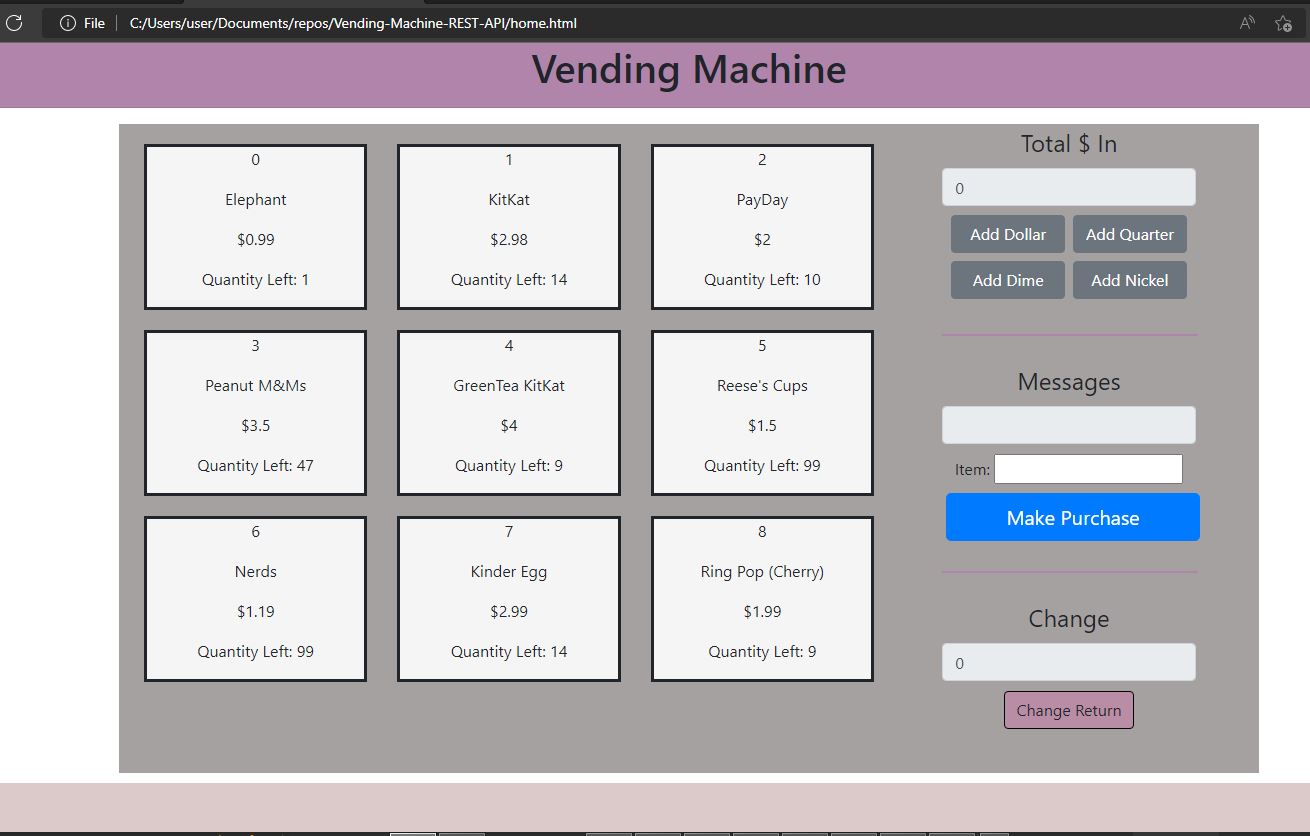 File
C:/Users/user/Documents/repos/Vending-Machine-REST-API/home.html
Vending Machine
0
Elephant
$0.99
Quantity Left: 1
1
KitKat
$2.98
Quantity Left: 14
2
PayDay
$2
Quantity Left: 10
3
Peanut M&Ms
$3.5
Quantity Left: 47
4
GreenTea KitKat
$4
Quantity Left: 9
5
Reese's Cups
$1.5
Quantity Left: 99
6
Nerds
$1.19
Quantity Left: 99
7
Kinder Egg
$2.99
Quantity Left: 14
8
Ring Pop (Cherry)
$1.99
Quantity Left: 9
Total $ In
0
Add Dollar
Add Quarter
Add Dime
Add Nickel
Messages
Item:
Make Purchase
Change
0
Change Return